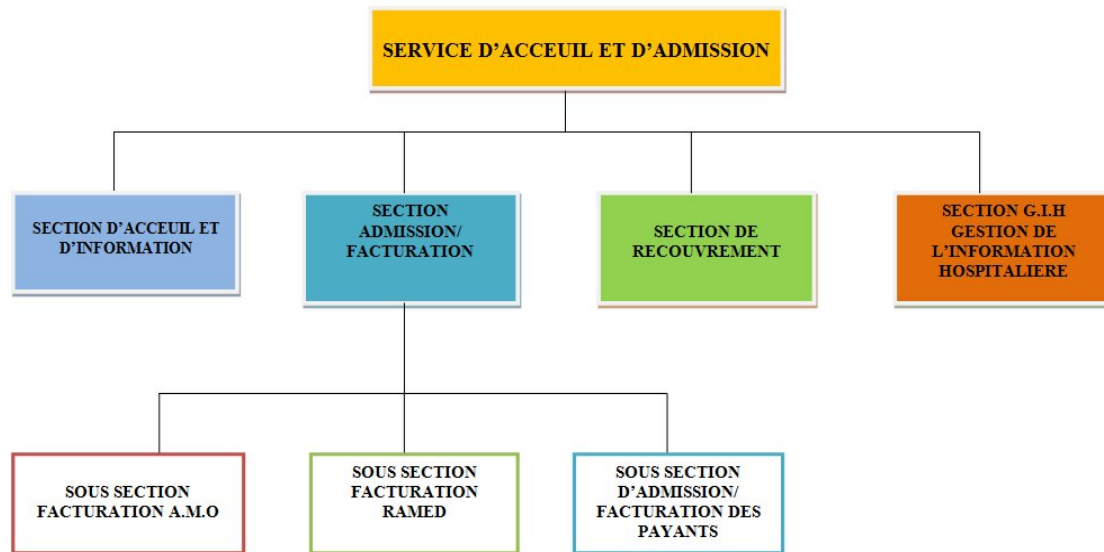 SERVICE D'ACCEUIL ET D'ADMISSION
SECTION D'ACCEUIL ET
D'INFORMATION
SECTION
ADMISSION/
FACTURATION
SECTION DE
RECOUVREMENT
SECTION G.I.H
GESTION DE
L'INFORMATION
HOSPITALIERE
SOUS SECTION
FACTURATION A.M.O
SOUS SECTION
FACTURATION
RAMED
SOUS SECTION
D'ADMISSION/
FACTURATION DES
PAYANTS